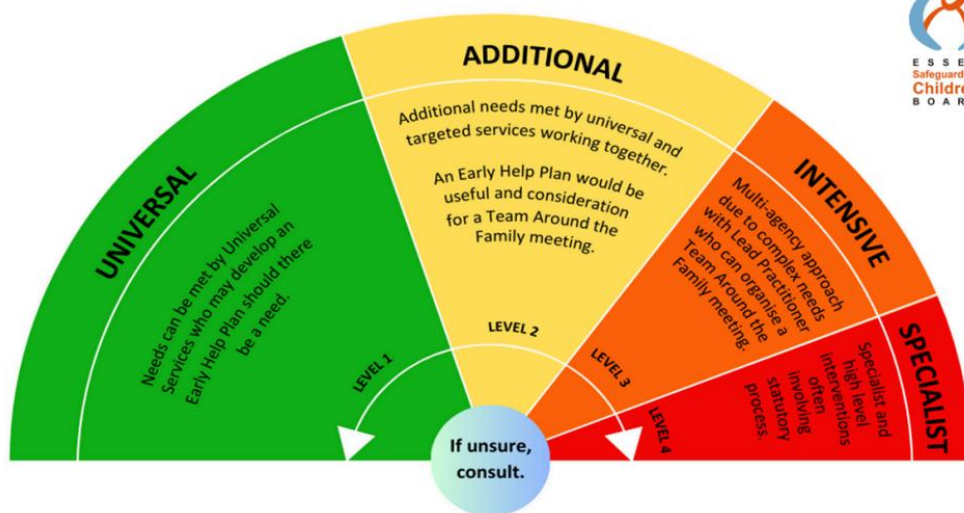 UNIVERSAL
Needs can be met by Universal
Services who may develop an
Early Help Plan should there
be a need.
LEVEL 1
ADDITIONAL
Additional needs met by universal and
targeted services working together.
An Early Help Plan would be
useful and consideration
for a Team Around the
Family meeting.
LEVEL 2
INTENSIVE
Multi-agency approach
due to complex needs
with Lead Practitioner
who can organise a
Team Around the
Family meeting.
LEVEL 3
SPECIALIST
Specialist and
high level
interventions
often
involving
statutory
process.
LEVEL 4
If unsure,
consult.
ESSE
Safeguard
Childre
BOAR